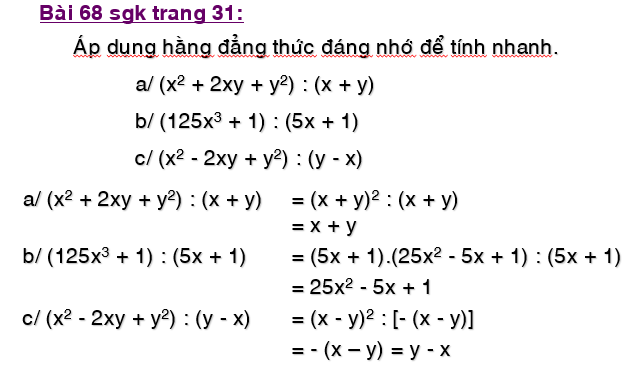 Bài 68 sgk trang 31:
Áp dụng hằng đẳng thức đáng nhớ để tính nhanh.
a/ (x² + 2xy + y²) : (x + y)
b/ (125x³ + 1) : (5x + 1)
c/ (x² - 2xy + y²) : (y - x)
a/ (x² + 2xy + y²) : (x + y) = (x + y)² : (x + y)
= x + y
b/ (125x³ + 1) : (5x + 1) = (5x + 1).(25x² - 5x + 1) : (5x + 1)
= 25x² - 5x + 1
c/ (x² - 2xy + y²) : (y - x) = (x - y)² : [- (x - y)]
= - (x – y) = y - x